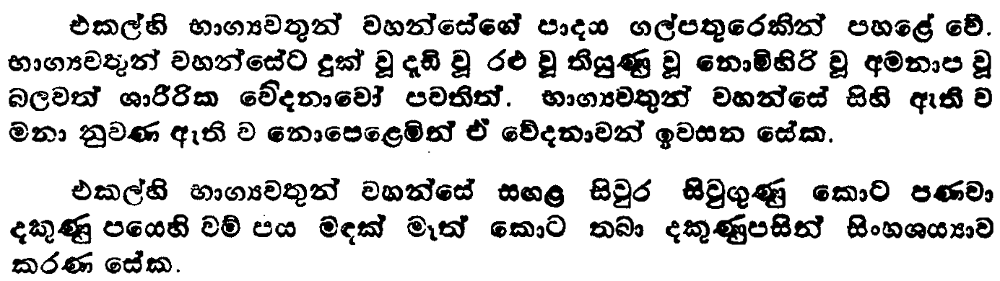 එකල්හි භාග්‍යවතුන් වහන්සේගේ පාදය ගල්පතුරෙකින් පහළේ වේ.
භාග්‍යවතුන් වහන්සේට දුක් වූ දැඩි වූ රළු වූ තියුණු වූ නොමිහිරි වූ අමනාප වූ
බලවත් ශාරීරික වේදනාවෝ පවතිත්. භාග්‍යවතුන් වහන්සේ සිහි ඇති ව
මනා නුවණ ඇති ව නොපෙළෙමින් ඒ වේදනාවන් ඉවසන සේක.
එකල්හි භාග්‍යවතුන් වහන්සේ සඟළ සිවුර සිවුගුණු කොට පණවා
දකුණු පයෙහි වම් පය මඳක් මෑත් කොට තබා දකුණුපසින් සිංහශය්‍යාව
කරණ සේක.